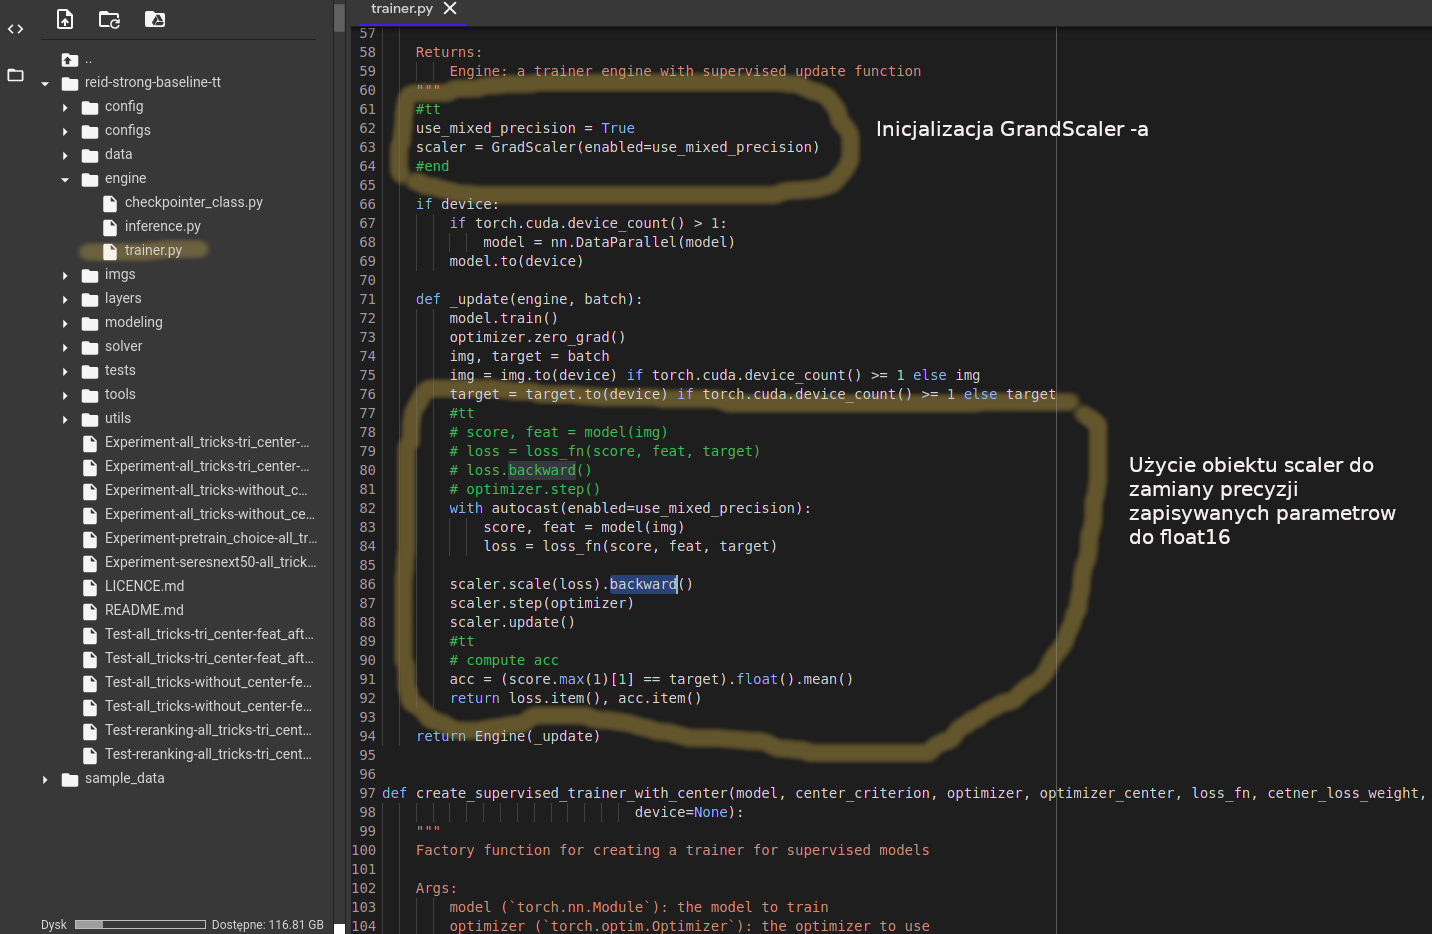 trainer.py
..
reid-strong-baseline-tt
config
configs
data
engine
checkpointer_class.py
inference.py
trainer.py
imgs
layers
modeling
solver
tests
tools
utils
Experiment-all_tricks-tri_center-...
Experiment-all_tricks-tri_center-...
Experiment-all_tricks-without_c...
Experiment-all_tricks-without_ce...
Experiment-pretrain_choice-all_tr...
Experiment-seresnext50-all_trick...
LICENCE.md
README.md
Test-all_tricks-tri_center-feat_aft...
Test-all_tricks-tri_center-feat_aft...
Test-all_tricks-without_center-fe...
Test-all_tricks-without_center-fe...
Test-reranking-all_tricks-tri_cent...
Test-reranking-all_tricks-tri_cent...
sample_data
Dysk Dostępne: 116.81 GB
57
58 Returns:
59 Engine: a trainer engine with supervised update function
60 """
61 #tt
62 use_mixed_precision = True
63 scaler = GradScaler(enabled=use_mixed_precision)
64 #end
65
66 if device:
67 if torch.cuda.device_count() > 1:
68 model = nn.DataParallel(model)
69 model.to(device)
70
71 def _update(engine, batch):
72 model.train()
73 optimizer.zero_grad()
74 img, target = batch
75 img = img.to(device) if torch.cuda.device_count() >= 1 else img
76 target = target.to(device) if torch.cuda.device_count() >= 1 else target
77 #tt
78 # score, feat = model(img)
79 # loss = loss_fn(score, feat, target)
80 # loss.backward()
81 # optimizer.step()
82 with autocast(enabled=use_mixed_precision):
83 score, feat = model(img)
84 loss = loss_fn(score, feat, target)
85
86 scaler.scale(loss).backward()
87 scaler.step(optimizer)
88 scaler.update()
89 #tt
90 # compute acc
91 acc = (score.max(1)[1] == target).float().mean()
92 return loss.item(), acc.item()
93
94 return Engine(_update)
95
96
97 def create_supervised_trainer_with_center(model, center_criterion, optimizer, optimizer_center, loss_fn, cetner_loss_weight,
98 device=None):
99 """
100 Factory function for creating a trainer for supervised models
101
102 Args:
103 model (`torch.nn.Module`): the model to train
104 optimizer (`torch.optim.Optimizer`): the optimizer to use
Inicjalizacja GrandScaler -a
Użycie obiektu scaler do
zamiany precyzji
zapisywanych parametrow
do float16